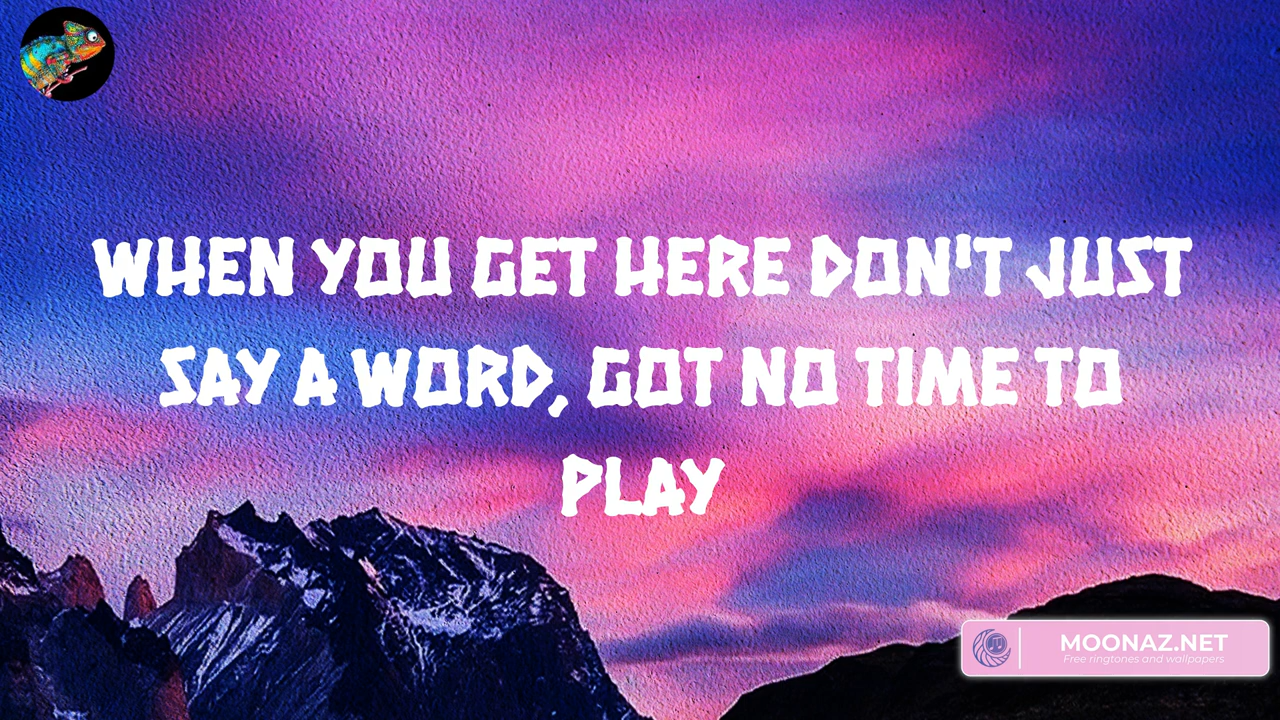 WHEN YOU GET HERE DON'T JUST
SAY A WORD, GOT NO TIME TO
PLAY
MOONAZ.NET
Free ringtones and wallpapers